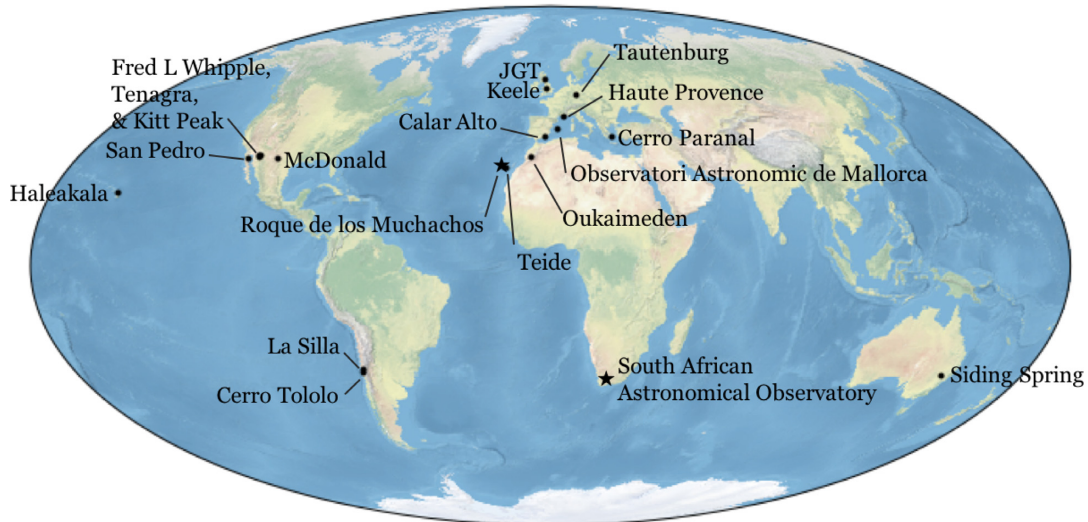 Fred L Whipple,
Tenagra,
& Kitt Peak
San Pedro
McDonald
Haleakala
JGT
Keele
Tautenburg
Haute Provence
Calar Alto
Cerro Paranal
Observatori Astronomic de Mallorca
Roque de los Muchachos
Oukaimeden
Teide
La Silla
Cerro Tololo
South African
Astronomical Observatory
Siding Spring